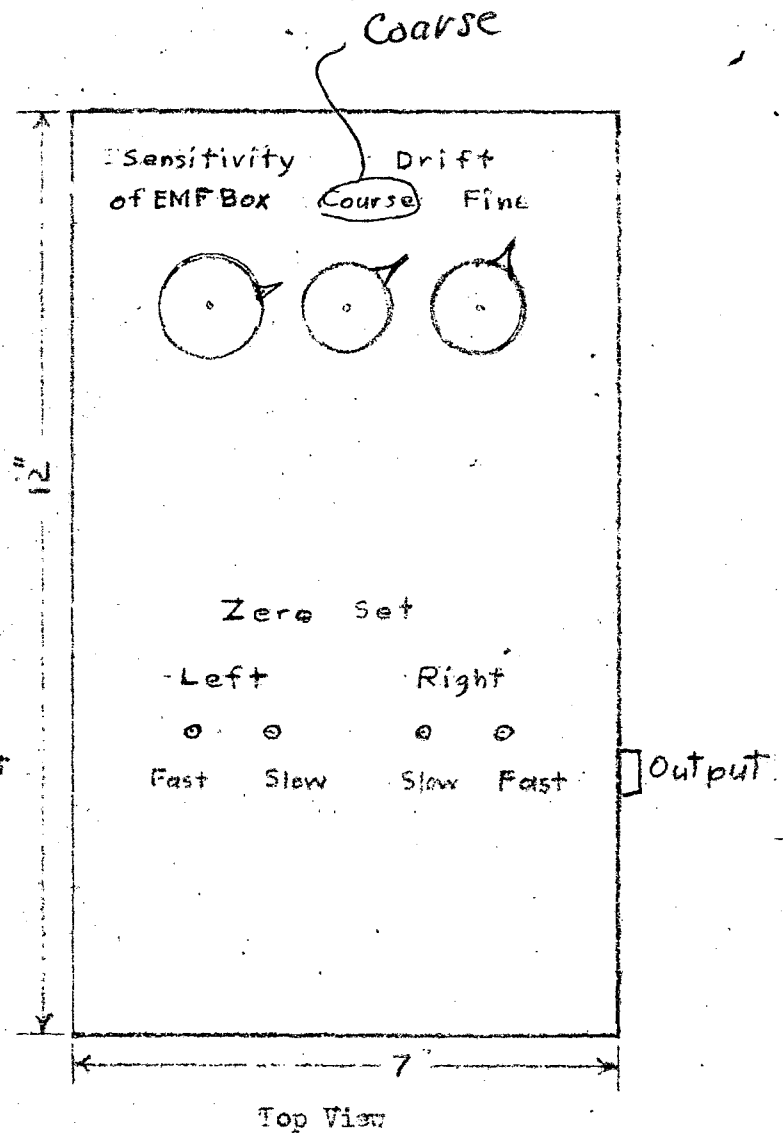 Coarse
Sensitivity Drift
of EMF Box Course Fine
12"
Zero Set
Left Right
Fast Slow Slow Fast
Output
7"
Top View